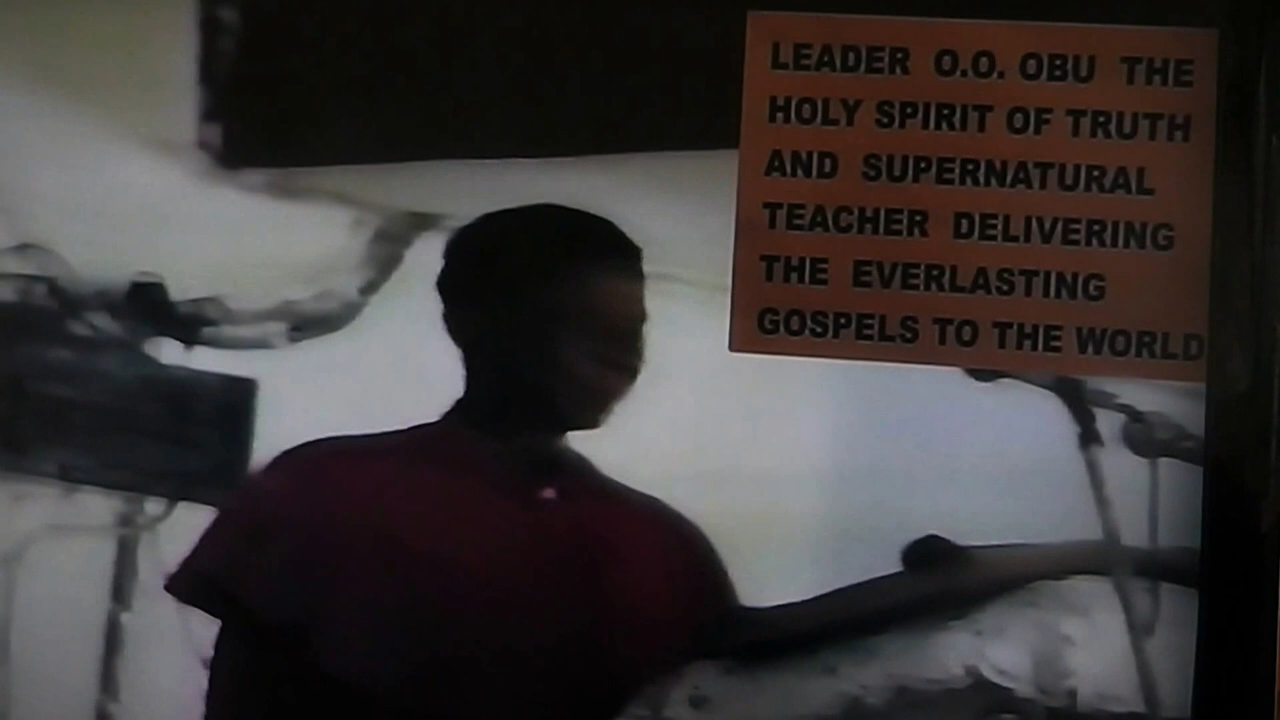 LEADER O.O. OBU THE
HOLY SPIRIT OF TRUTH
AND SUPERNATURAL
TEACHER DELIVERING
THE EVERLASTING
GOSPELS TO THE WORLD